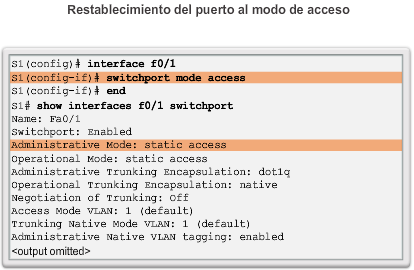 Restablecimiento del puerto al modo de acceso
S1(config)# interface f0/1
S1(config-if)# switchport mode access
S1(config-if)# end
S1# show interfaces f0/1 switchport
Name: Fa0/1
Switchport: Enabled
Administrative Mode: static access
Operational Mode: static access
Administrative Trunking Encapsulation: dot1q
Operational Trunking Encapsulation: native
Negotiation of Trunking: Off
Access Mode VLAN: 1 (default)
Trunking Native Mode VLAN: 1 (default)
Administrative Native VLAN tagging: enabled
<output omitted>